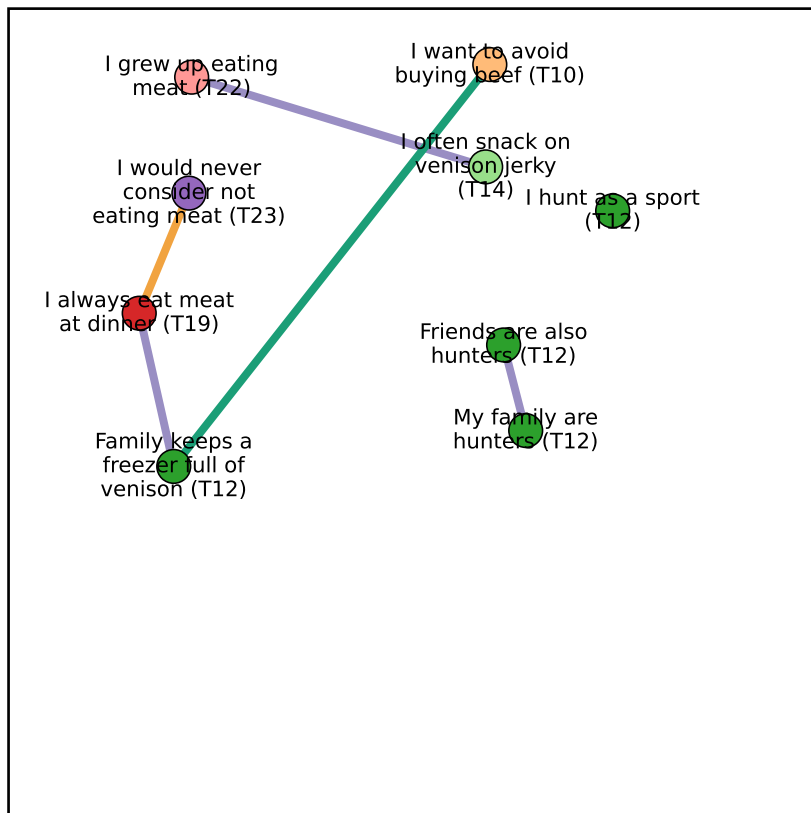 I grew up eating
meat (T22)
I want to avoid
buying beef (T10)
I often snack on
venison jerky
(T14)
I would never
consider not
eating meat (T23)
I hunt as a sport
(T12)
I always eat meat
at dinner (T19)
Friends are also
hunters (T12)
My family are
hunters (T12)
Family keeps a
freezer full of
venison (T12)